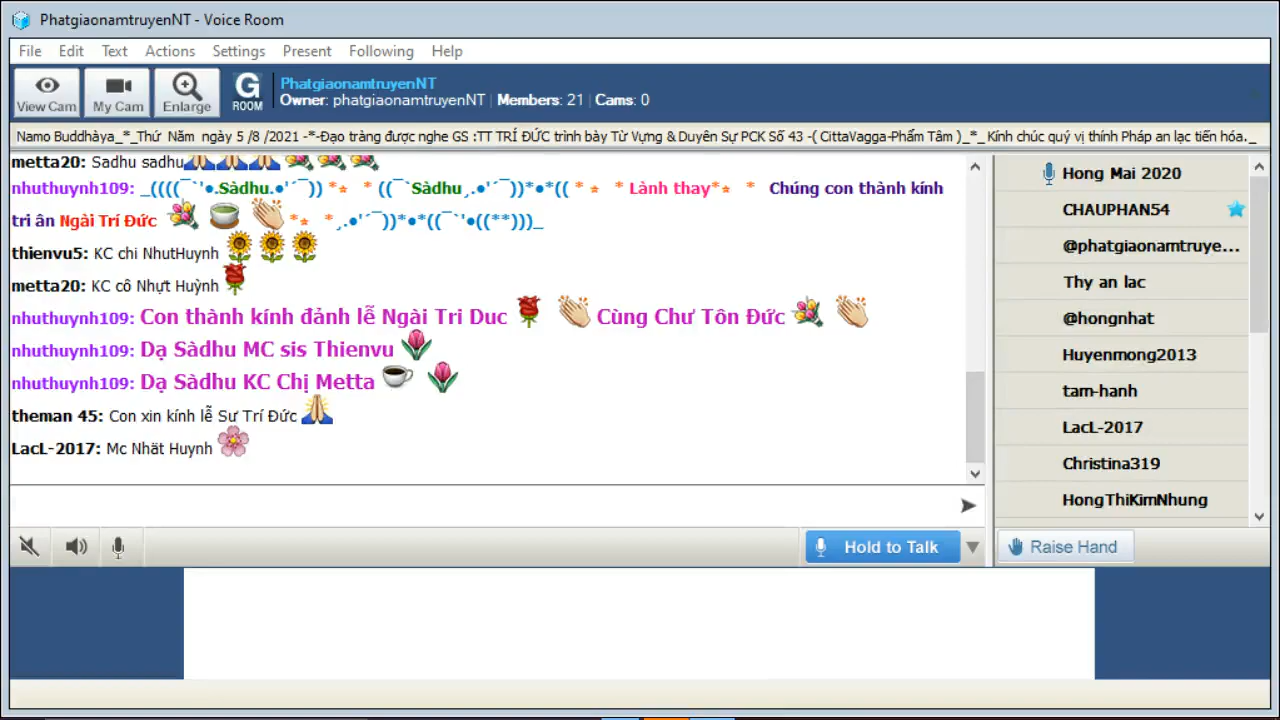 PhatgiaonamtruyenNT - Voice Room
File Edit Text Actions Settings Present Following Help
View Cam My Cam Enlarge G ROOM PhatgiaonamtruyenNT
Owner: phatgiaonamtruyenNT | Members: 21 | Cams: 0
Namo Buddhàya_*_Thứ Năm ngày 5 /8 /2021 -*-Đạo tràng được nghe GS :TT TRÍ ĐỨC trình bày Từ Vựng & Duyên Sự PCK Số 43 -( CittaVagga-Phẩm Tâm )_*_Kính chúc quý vị thính Pháp an lạc tiến hóa._
metta20: Sadhu sadhu🙏🙏🙏💐💐💐
nhuthuynh109: _((((¯`'●.Sàdhu.●'´¯)) *⭒ * ((¯`Sàdhu¸.●'´¯))*●*(( * ⭒ * Lành thay*⭒ * Chúng con thành kính
tri ân Ngài Trí Đức 💐 🍵 👏 *⭒ *¸.●'´¯))*●*((¯`'●((**)))_
thienvu5: KC chi NhutHuynh 🌻🌻🌻
metta20: KC cô Nhựt Huỳnh 🌹
nhuthuynh109: Con thành kính đảnh lễ Ngài Tri Duc 🌹 👏 Cùng Chư Tôn Đức 💐 👏
nhuthuynh109: Dạ Sàdhu MC sis Thienvu 🌷
nhuthuynh109: Dạ Sàdhu KC Chị Metta ☕ 🌷
theman 45: Con xin kính lễ Sư Trí Đức 🙏
LacL-2017: Mc Nhät Huynh 🌸
Hong Mai 2020
CHAUPHAN54
@phatgiaonamtruye...
Thy an lac
@hongnhat
Huyenmong2013
tam-hanh
LacL-2017
Christina319
HongThiKimNhung
Hold to Talk
Raise Hand